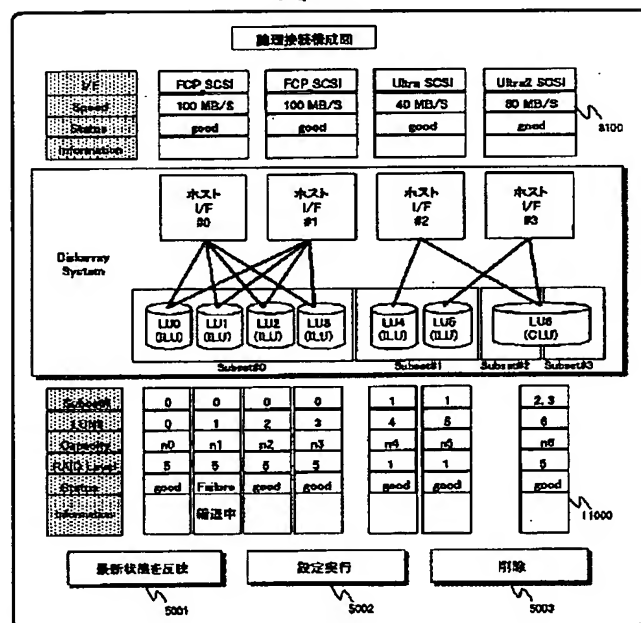 論理接続構成図
I/F FCP SCSI FCP SCSI Ultra SCSI Ultra2 SCSI
Speed 100 MB/S 100 MB/S 40 MB/S 80 MB/S
Status good good good good
8100
Information
ホスト ホスト ホスト ホスト
I/F I/F I/F I/F
#0 #1 #2 #3
Diskarray
System
LU0 LU1 LU2 LU3 LU4 LU5 LU6
(ILU) (ILU) (ILU) (ILU) (ILU) (ILU) (CLU)
Subset#0 Subset#1 Subset#2 Subset#3
Subset# 0 0 0 0 1 1 2, 3
LUN# 0 1 2 3 4 5 6
Capacity n0 n1 n2 n3 n4 n5 n6
RAID Level 5 5 5 5 1 1 5
Status good Failure good good good good good
Information 縮退中
11000
最新状態を反映 設定実行 削除
5001 5002 5003